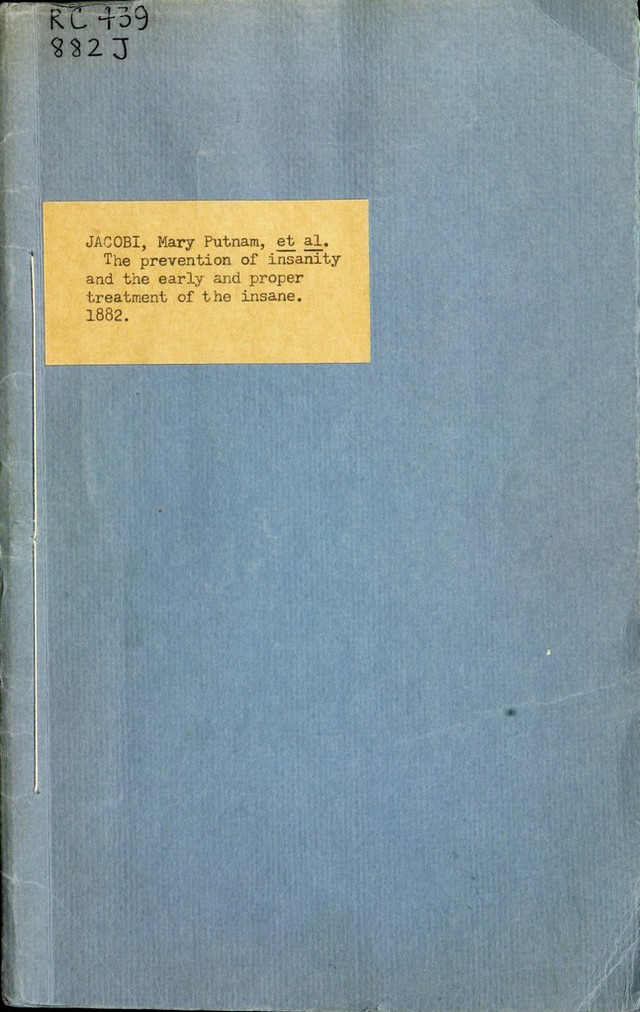 RC 439
882 J
JACOBI, Mary Putnam, et al.
The prevention of insanity
and the early and proper
treatment of the insane.
1882.